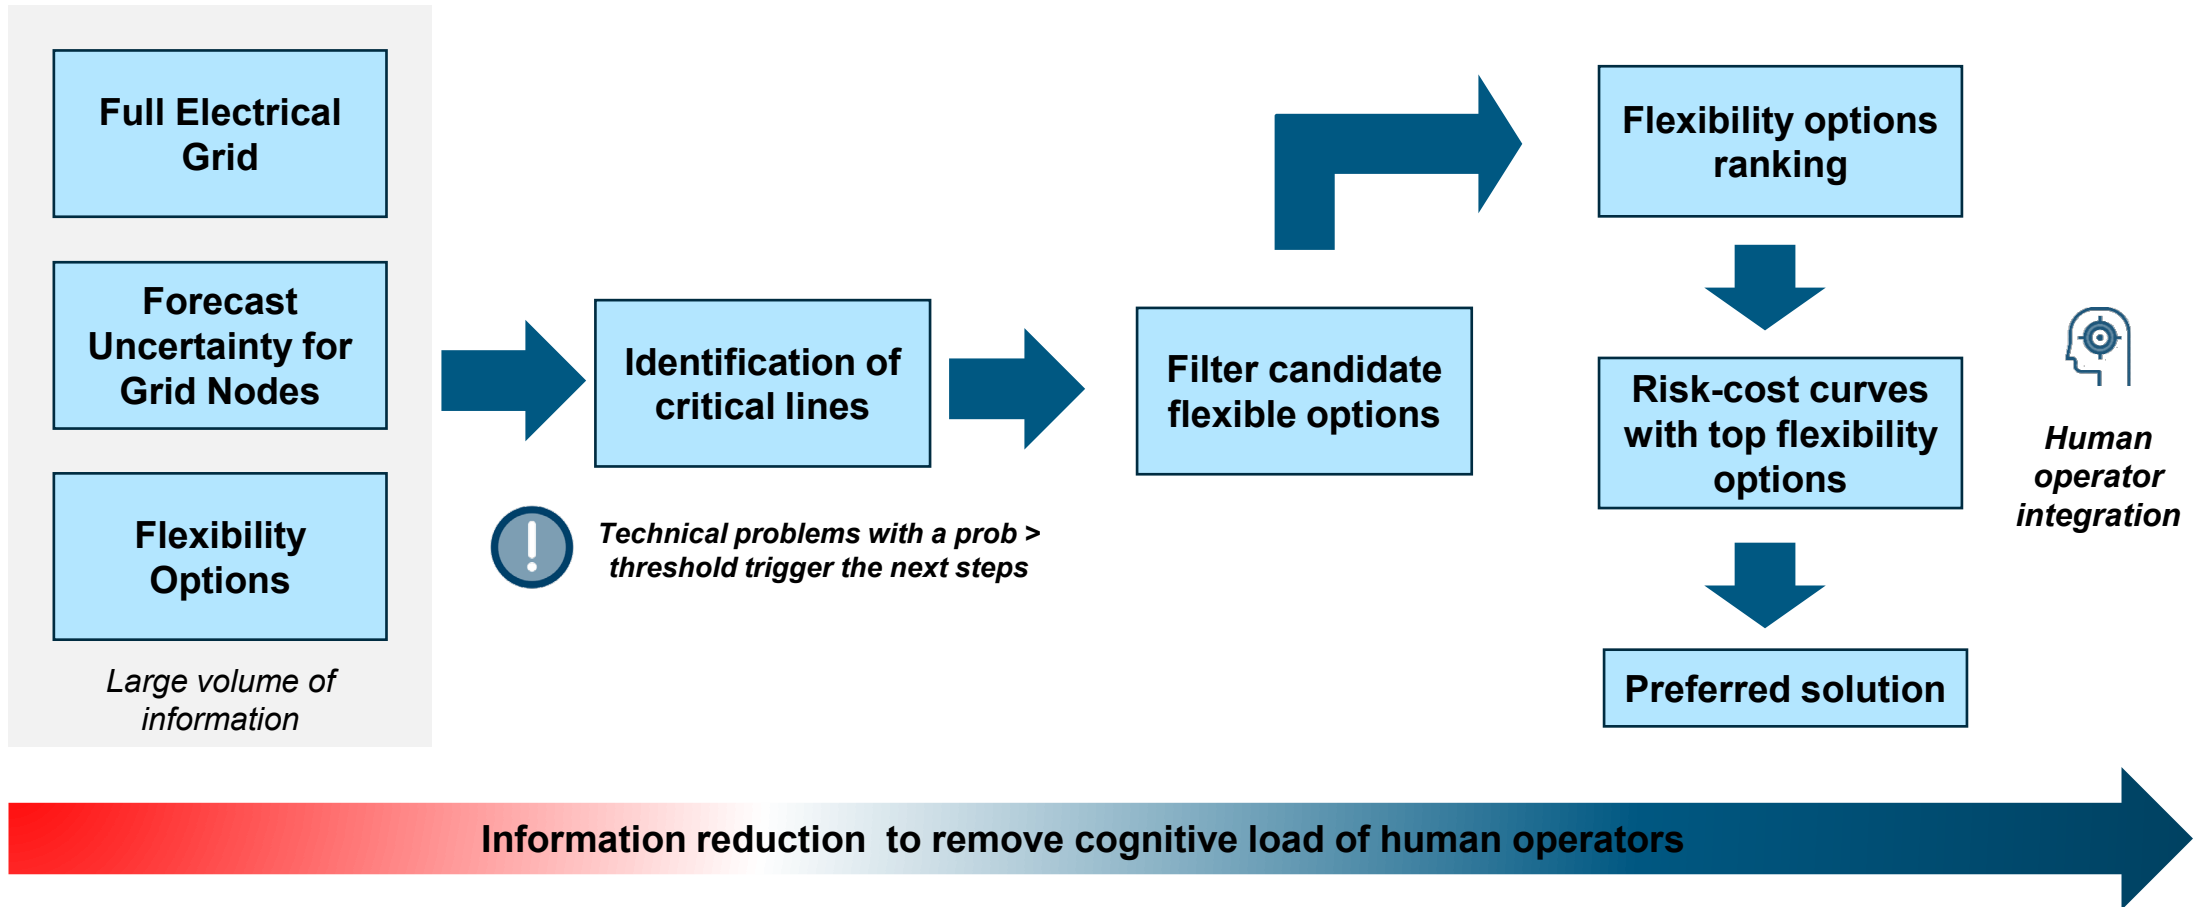 Full Electrical
Grid
Forecast
Uncertainty for
Grid Nodes
Flexibility
Options
Large volume of
information
Identification of
critical lines
Technical problems with a prob >
threshold trigger the next steps
Filter candidate
flexible options
Flexibility options
ranking
Risk-cost curves
with top flexibility
options
Human
operator
integration
Preferred solution
Information reduction  to remove cognitive load of human operators